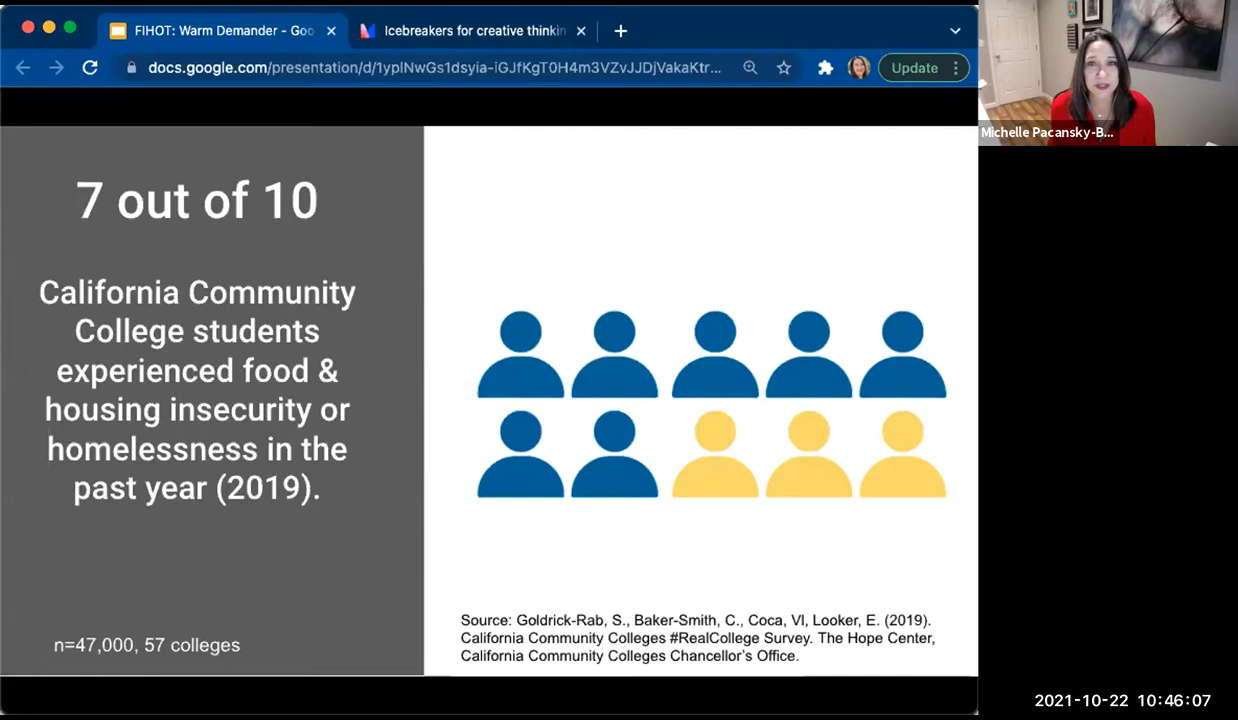 FIHOT: Warm Demander - Goo
Icebreakers for creative thinkin
docs.google.com/presentation/d/1yplNwGs1dsyia-iGJfKgT0H4m3VZvJJDjVakaKtr...
Update
Michelle Pacansky-B...
7 out of 10
California Community
College students
experienced food &
housing insecurity or
homelessness in the
past year (2019).
n=47,000, 57 colleges
Source: Goldrick-Rab, S., Baker-Smith, C., Coca, VI, Looker, E. (2019).
California Community Colleges #RealCollege Survey. The Hope Center,
California Community Colleges Chancellor's Office.
2021-10-22 10:46:07